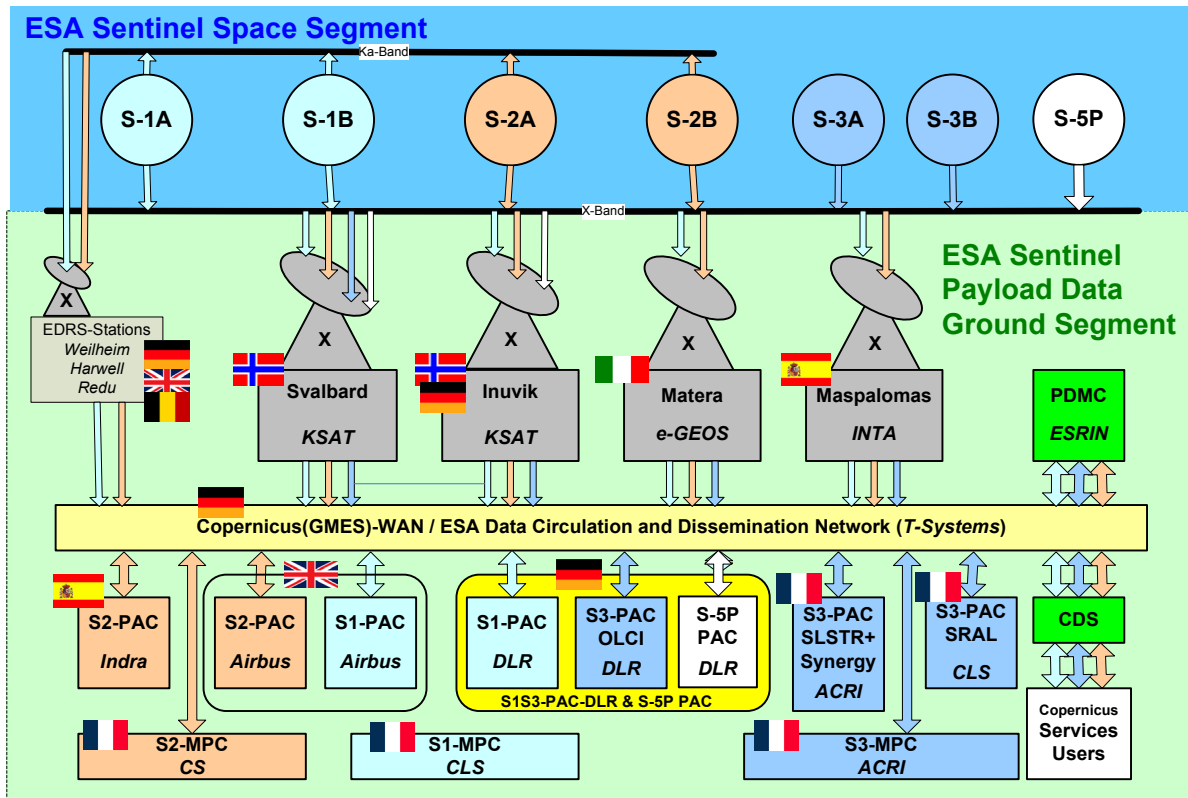 ESA Sentinel Space Segment
Ka-Band
S-1A
S-1B
S-2A
S-2B
S-3A
S-3B
S-5P
X-Band
ESA Sentinel
Payload Data
Ground Segment
X
EDRS-Stations
Weilheim
Harwell
Redu
X
Svalbard
KSAT
X
Inuvik
KSAT
X
Matera
e-GEOS
X
Maspalomas
INTA
PDMC
ESRIN
Copernicus(GMES)-WAN / ESA Data Circulation and Dissemination Network (T-Systems)
S2-PAC
Indra
S2-PAC
Airbus
S1-PAC
Airbus
S1-PAC
DLR
S3-PAC
OLCI
DLR
S-5P
PAC
DLR
S1S3-PAC-DLR & S-5P PAC
S3-PAC
SLSTR+
Synergy
ACRI
S3-PAC
SRAL
CLS
CDS
Copernicus
Services
Users
S2-MPC
CS
S1-MPC
CLS
S3-MPC
ACRI